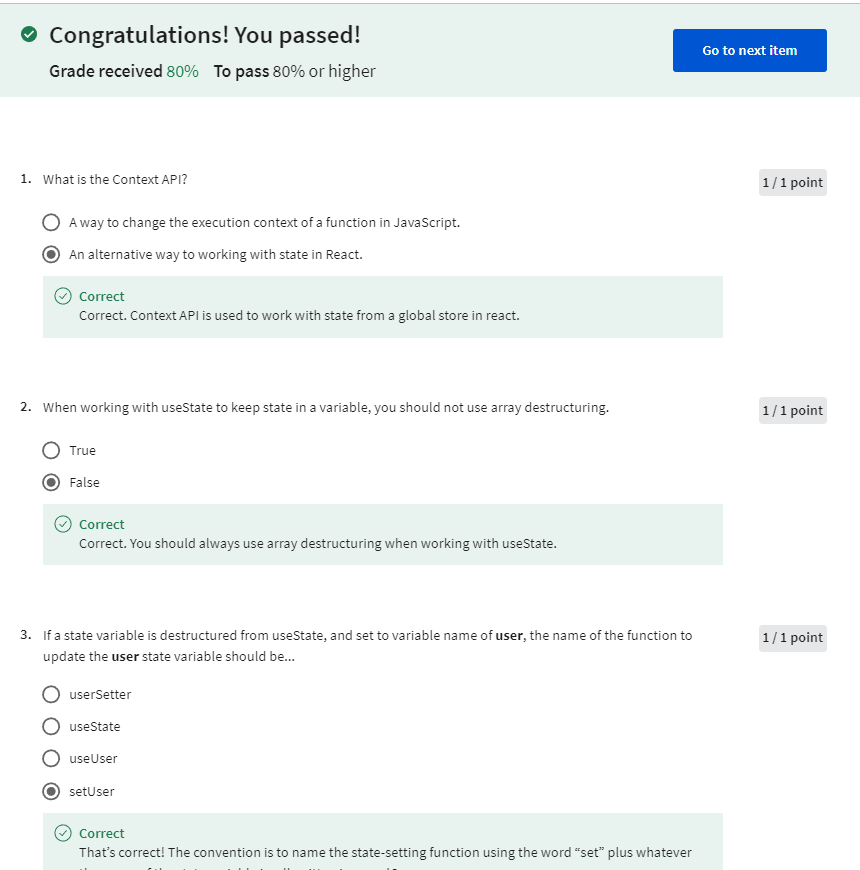 Congratulations! You passed!
Grade received 80% To pass 80% or higher
Go to next item
1. What is the Context API?
1 / 1 point
A way to change the execution context of a function in JavaScript.
An alternative way to working with state in React.
Correct
Correct. Context API is used to work with state from a global store in react.
2. When working with useState to keep state in a variable, you should not use array destructuring.
1 / 1 point
True
False
Correct
Correct. You should always use array destructuring when working with useState.
3. If a state variable is destructured from useState, and set to variable name of user, the name of the function to
update the user state variable should be...
1 / 1 point
userSetter
useState
useUser
setUser
Correct
That's correct! The convention is to name the state-setting function using the word “set” plus whatever